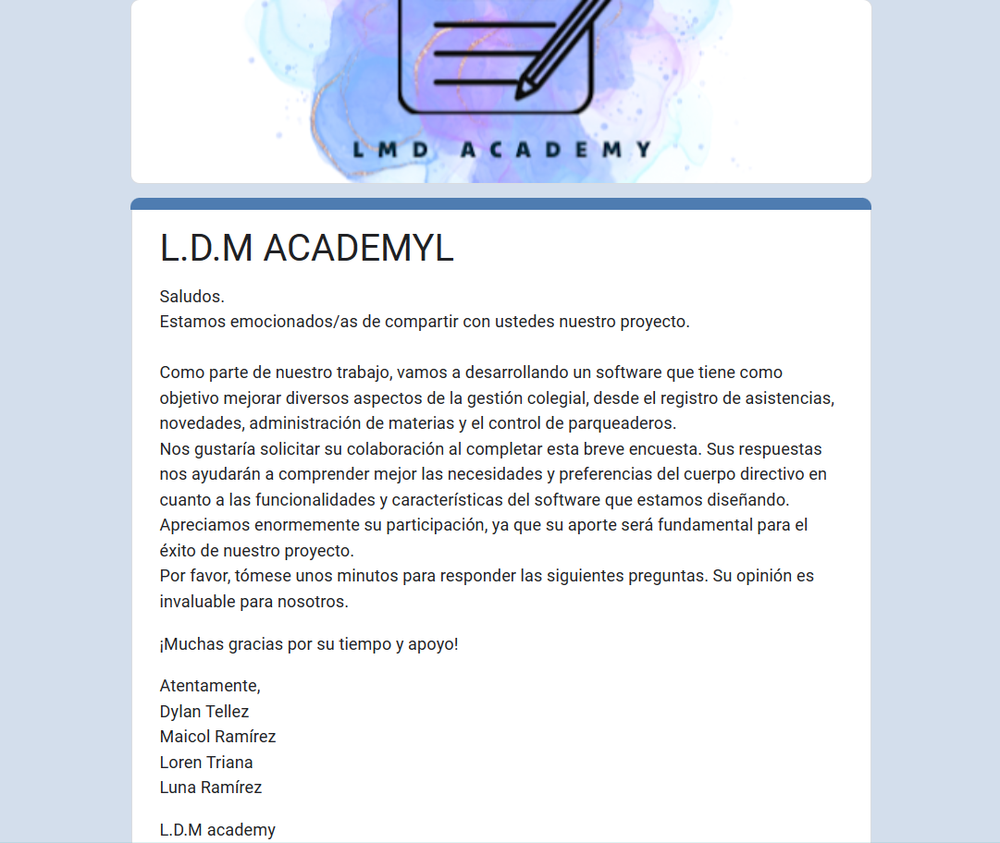 LMD ACADEMY
L.D.M ACADEMYL
Saludos.
Estamos emocionados/as de compartir con ustedes nuestro proyecto.
Como parte de nuestro trabajo, vamos a desarrollando un software que tiene como
objetivo mejorar diversos aspectos de la gestión colegial, desde el registro de asistencias,
novedades, administración de materias y el control de parqueaderos.
Nos gustaría solicitar su colaboración al completar esta breve encuesta. Sus respuestas
nos ayudarán a comprender mejor las necesidades y preferencias del cuerpo directivo en
cuanto a las funcionalidades y características del software que estamos diseñando.
Apreciamos enormemente su participación, ya que su aporte será fundamental para el
éxito de nuestro proyecto.
Por favor, tómese unos minutos para responder las siguientes preguntas. Su opinión es
invaluable para nosotros.
¡Muchas gracias por su tiempo y apoyo!
Atentamente,
Dylan Tellez
Maicol Ramírez
Loren Triana
Luna Ramírez
L.D.M academy